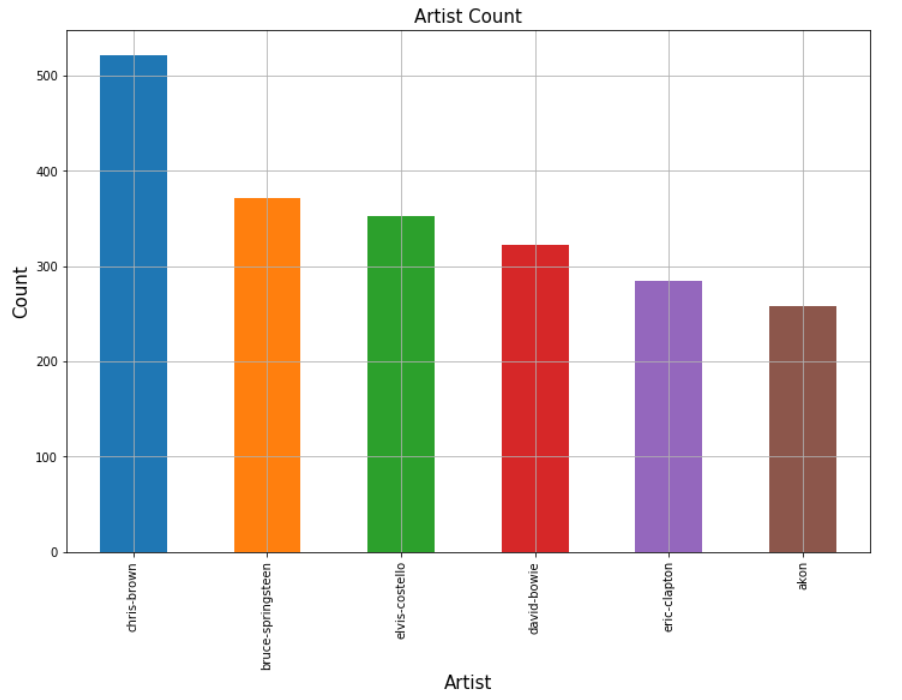 Artist Count
500
400
300
200
100
0
Count
chris-brown
bruce-springsteen
elvis-costello
david-bowie
eric-clapton
akon
Artist